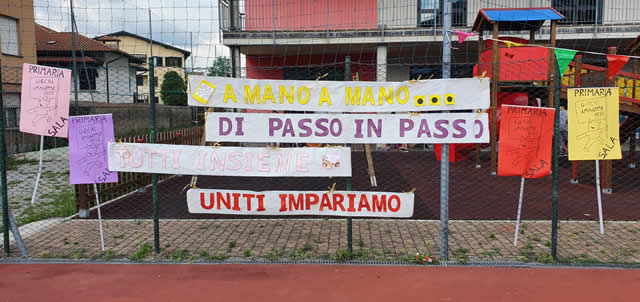 A MANO A MANO...
DI PASSO IN PASSO
TUTTI INSIEME
UNITI IMPARIAMO
PRIMARIA
SALA
PRIMARIA
SALA
PRIMARIA
SALA
PRIMARIA
SALA